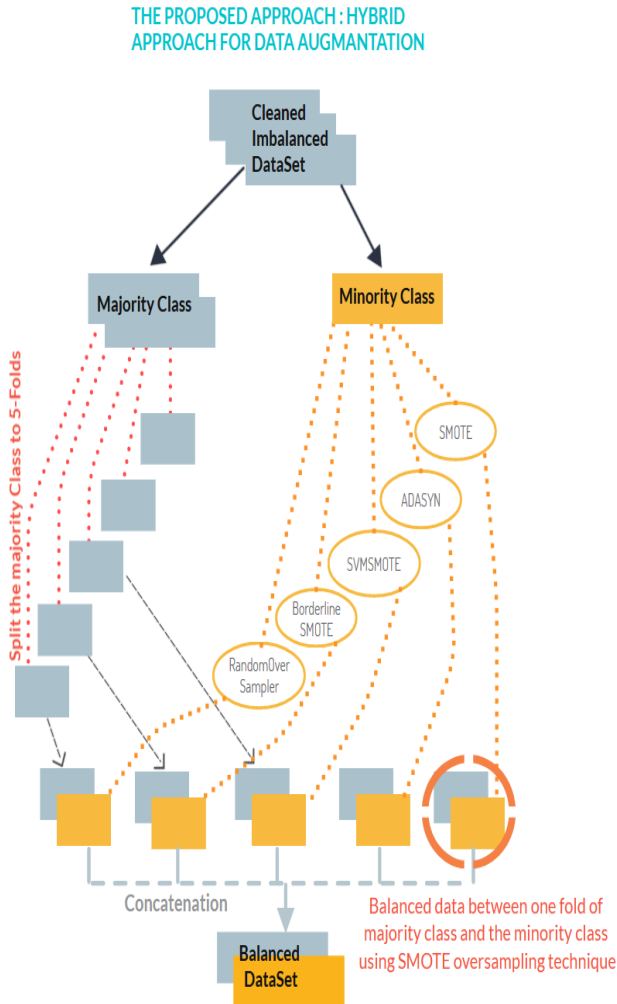 THE PROPOSED APPROACH : HYBRID
APPROACH FOR DATA AUGMANTATION
Cleaned
Imbalanced
DataSet
Majority Class
Minority Class
Split the majority Class to 5-Folds
SMOTE
ADASYN
SVMSMOTE
Borderline
SMOTE
RandomOver
Sampler
Concatenation
Balanced data between one fold of
majority class and the minority class
using SMOTE oversampling technique
Balanced
DataSet